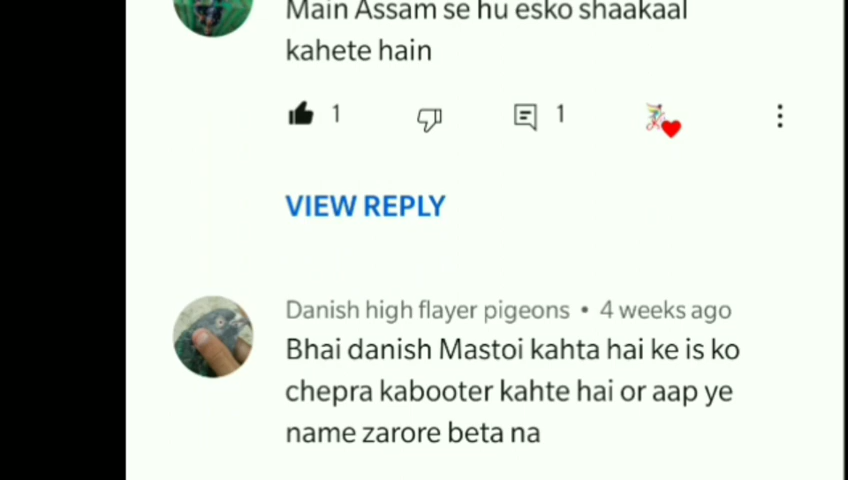 Main Assam se hu esko shaakaal
kahete hain
1 1
VIEW REPLY
Danish high flayer pigeons • 4 weeks ago
Bhai danish Mastoi kahta hai ke is ko
chepra kabooter kahte hai or aap ye
name zarore beta na